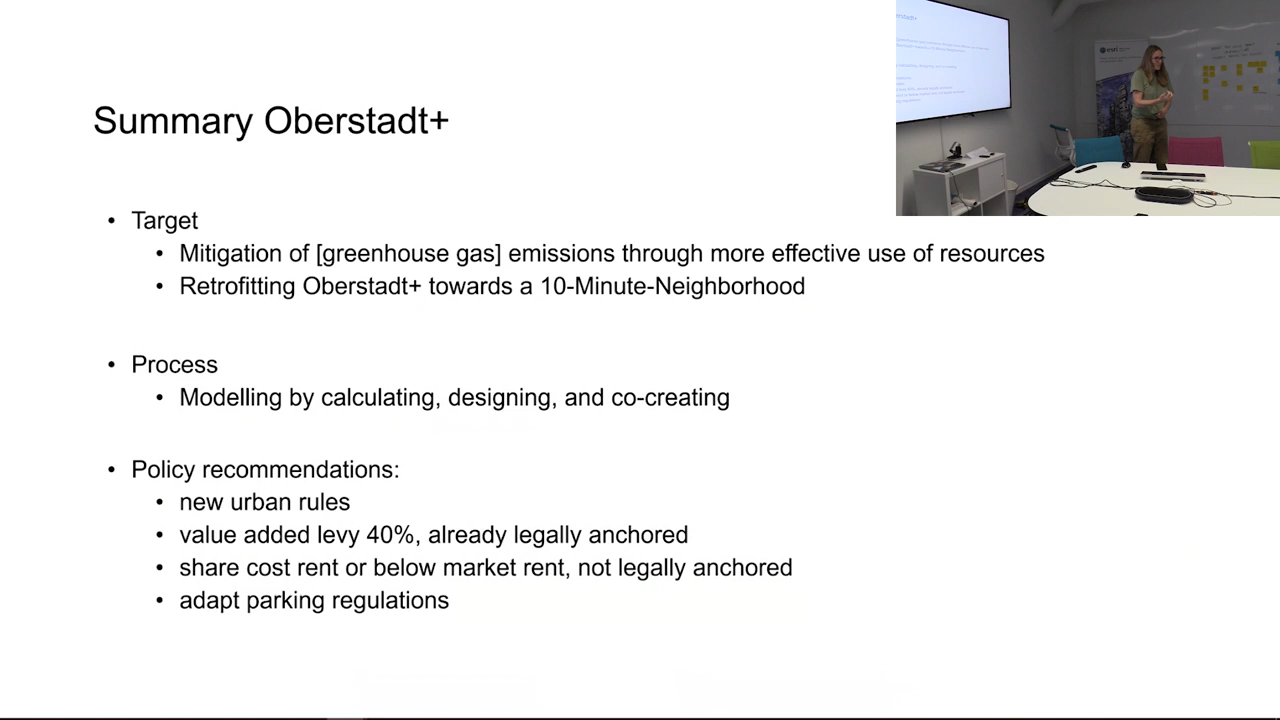 Summary Oberstadt+
• Target
• Mitigation of [greenhouse gas] emissions through more effective use of resources
• Retrofitting Oberstadt+ towards a 10-Minute-Neighborhood
• Process
• Modelling by calculating, designing, and co-creating
• Policy recommendations:
• new urban rules
• value added levy 40%, already legally anchored
• share cost rent or below market rent, not legally anchored
• adapt parking regulations
esri